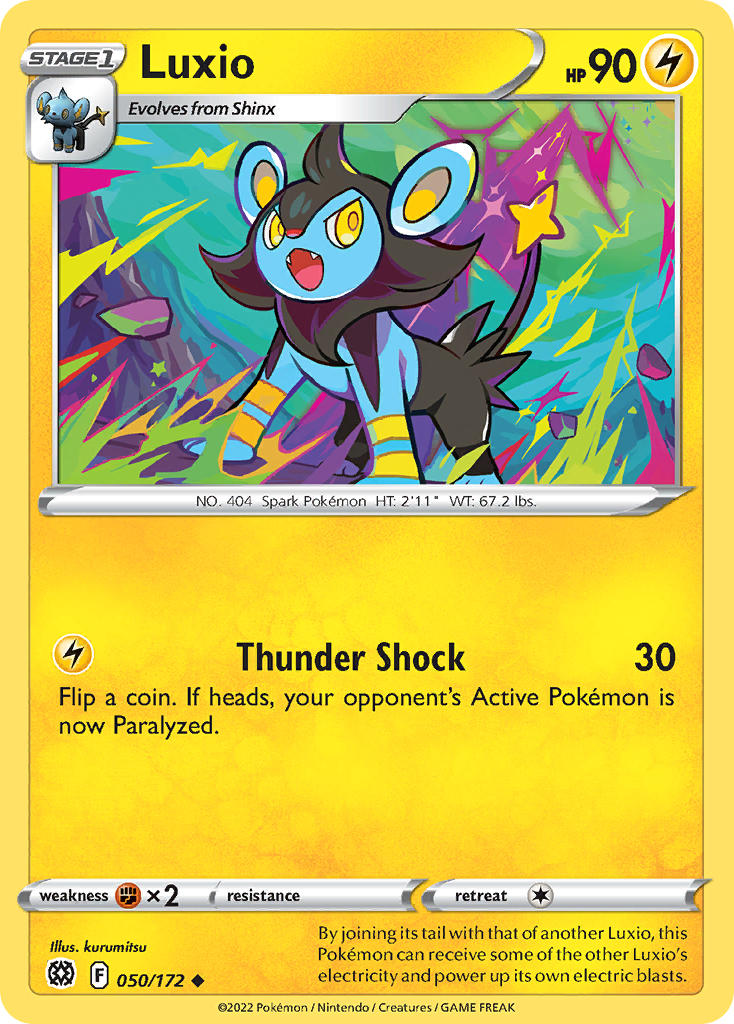 STAGE1
Luxio
HP 90
Evolves from Shinx
NO. 404 Spark Pokémon HT: 2'11" WT: 67.2 lbs.
Thunder Shock 30
Flip a coin. If heads, your opponent's Active Pokémon is
now Paralyzed.
weakness ×2 resistance retreat
Illus. kurumitsu
By joining its tail with that of another Luxio, this
Pokémon can receive some of the other Luxio's
electricity and power up its own electric blasts.
F 050/172
©2022 Pokémon / Nintendo / Creatures / GAME FREAK